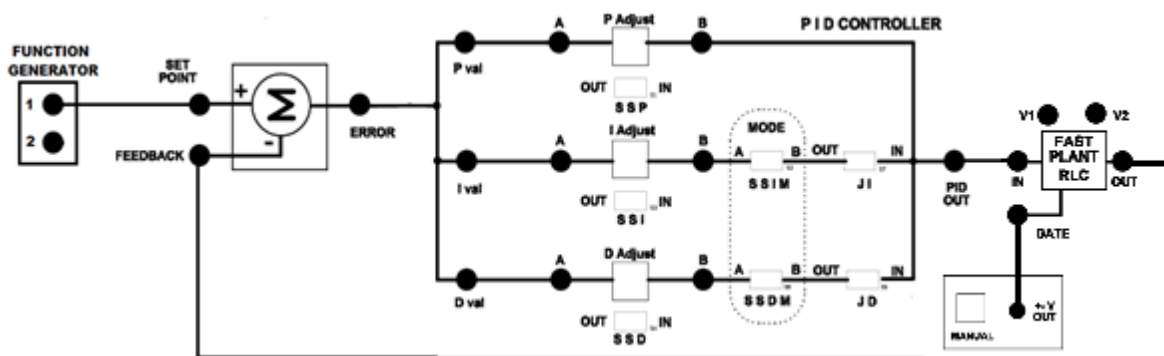 P I D CONTROLLER
FUNCTION
GENERATOR
1
2
SET
POINT
+
Σ
-
FEEDBACK
ERROR
P val
A
P Adjust
B
OUT
IN
S S P
I val
A
I Adjust
B
OUT
IN
S S I
MODE
A
B
S S I M
OUT
IN
J I
D val
A
D Adjust
B
OUT
IN
S S D
A
B
S S D M
OUT
IN
J D
PID
OUT
V1
V2
IN
FAST
PLANT
RLC
OUT
GATE
MANUAL
+-V
OUT